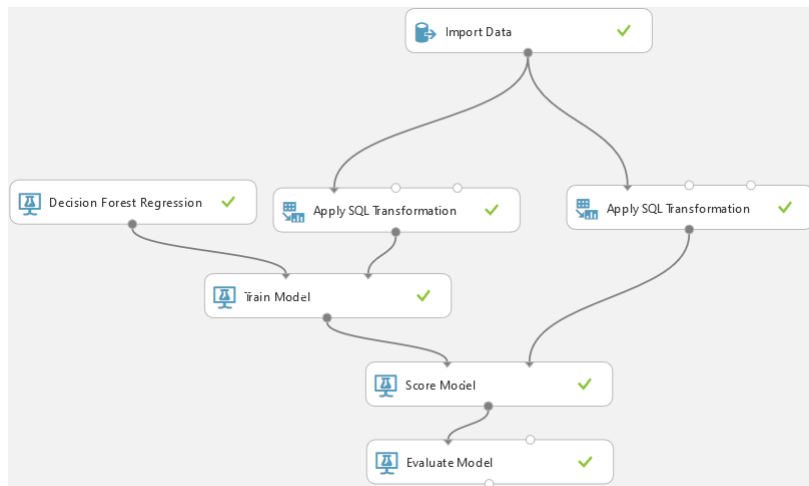 Import Data
Decision Forest Regression
Apply SQL Transformation
Apply SQL Transformation
Train Model
Score Model
Evaluate Model